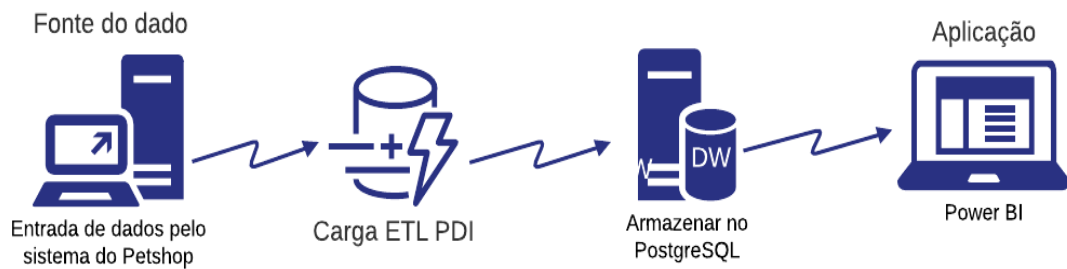 Fonte do dado
Entrada de dados pelo
sistema do Petshop
Carga ETL PDI
W
DW
Armazenar no
PostgreSQL
Aplicação
Power BI